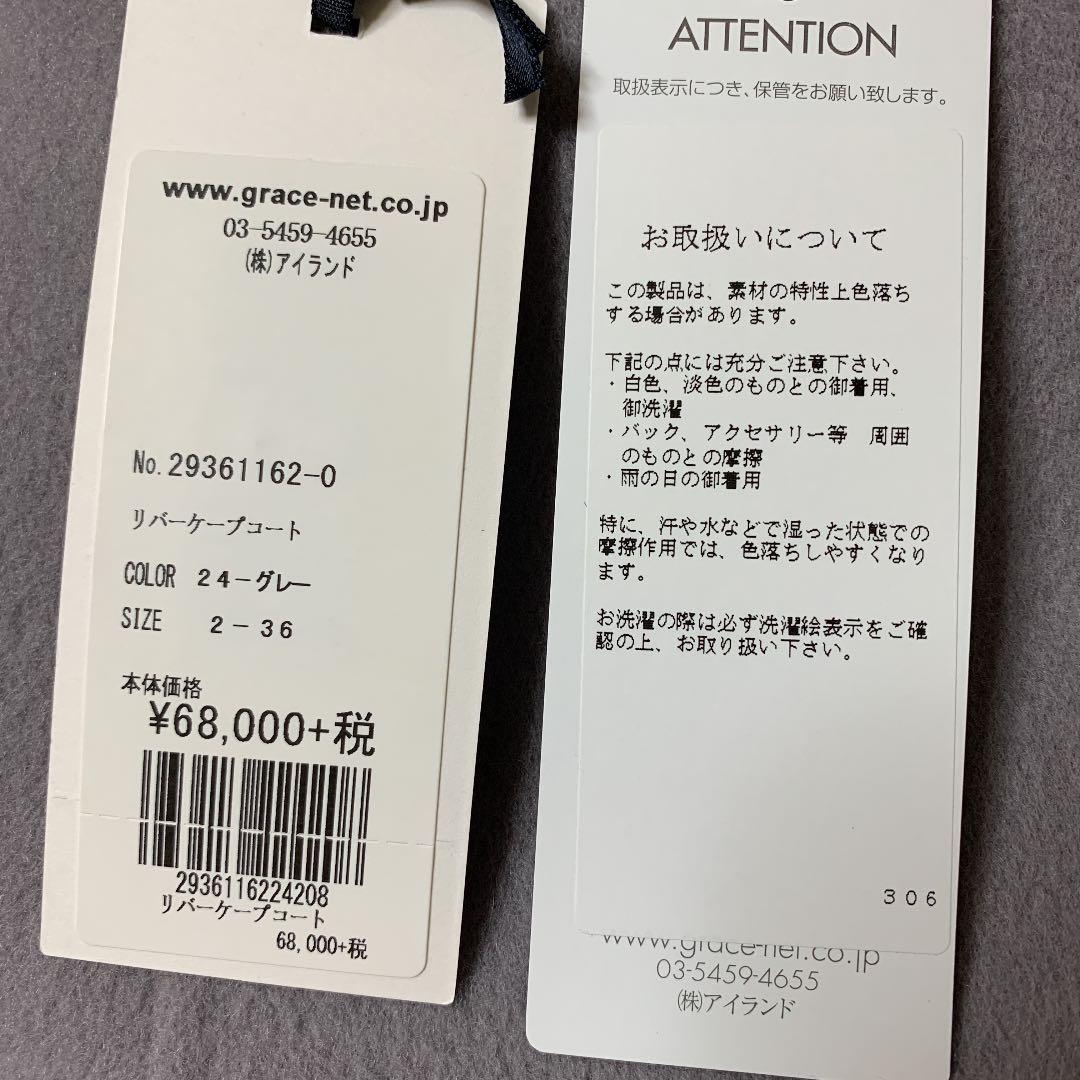 www.grace-net.co.jp
03-5459-4655
(株)アイランド
No.29361162-0
リバーケープコート
COLOR 24-グレー
SIZE 2-36
本体価格
¥68,000+税
2936116224208
リバーケープコート
68,000+税
ATTENTION
取扱表示につき、保管をお願い致します。
お取扱いについて
この製品は、素材の特性上色落ち
する場合があります。
下記の点には充分ご注意下さい。
・白色、淡色のものとの御着用、
御洗濯
・バック、アクセサリー等 周囲
のものとの摩擦
・雨の日の御着用
特に、汗や水などで湿った状態での
摩擦作用では、色落ちしやすくなり
ます。
お洗濯の際は必ず洗濯絵表示をご確
認の上、お取り扱い下さい。
306
www.grace-net.co.jp
03-5459-4655
(株)アイランド